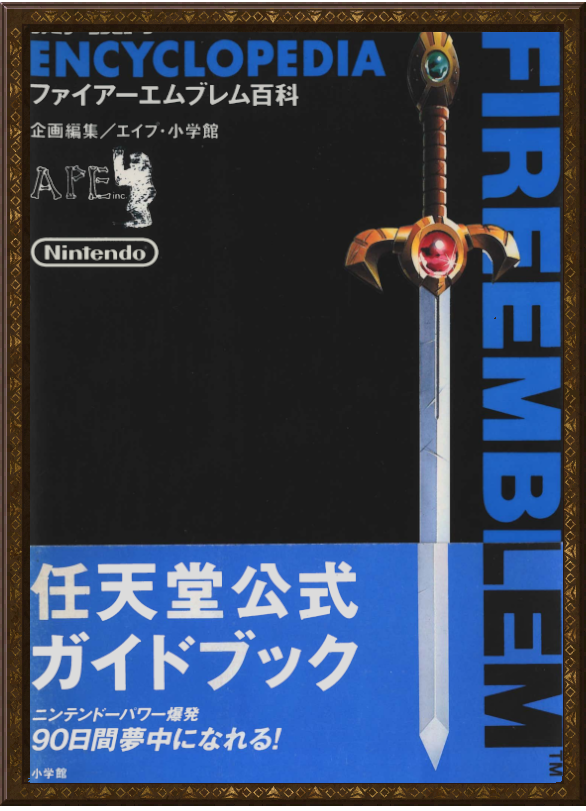 ENCYCLOPEDIA
ファイアーエムブレム百科
企画編集／エイプ・小学館
APE inc.
Nintendo
FIRE EMBLEM TM
任天堂公式
ガイドブック
ニンテンドーパワー爆発
90日間夢中になれる!
小学館